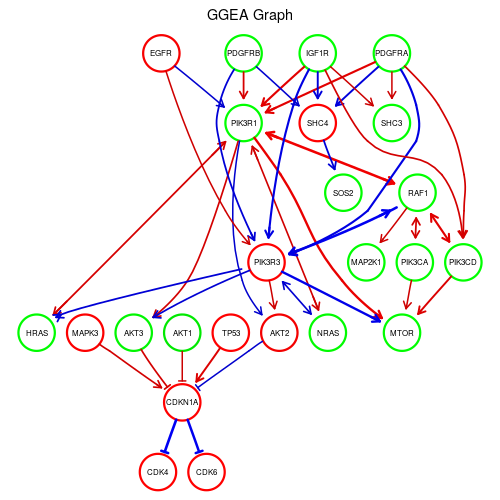 GGEA Graph
EGFR PDGFRB IGF1R PDGFRA
PIK3R1 SHC4 SHC3
SOS2 RAF1
PIK3R3 MAP2K1 PIK3CA PIK3CD
HRAS MAPK3 AKT3 AKT1 TP53 AKT2 NRAS MTOR
CDKN1A
CDK4 CDK6